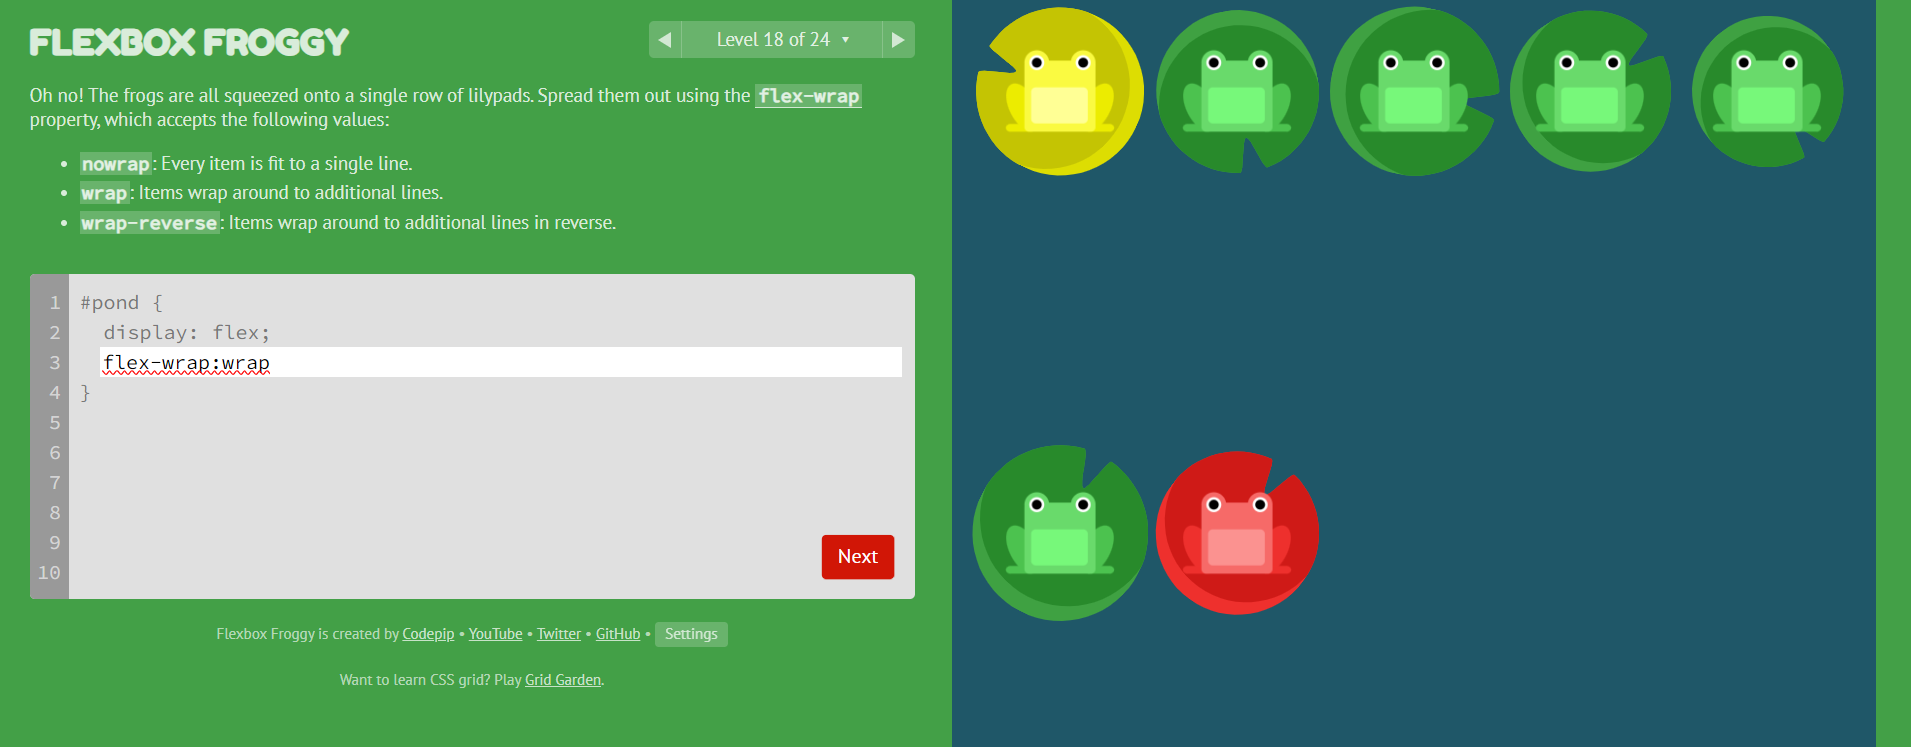 FLEXBOX FROGGY
◀ Level 18 of 24 ▼ ▶
Oh no! The frogs are all squeezed onto a single row of lilypads. Spread them out using the flex-wrap
property, which accepts the following values:
• nowrap: Every item is fit to a single line.
• wrap: Items wrap around to additional lines.
• wrap-reverse: Items wrap around to additional lines in reverse.
1 #pond {
2 display: flex;
3 flex-wrap:wrap
4 }
5
6
7
8
9
10
Next
Flexbox Froggy is created by Codepip • YouTube • Twitter • GitHub • Settings
Want to learn CSS grid? Play Grid Garden.